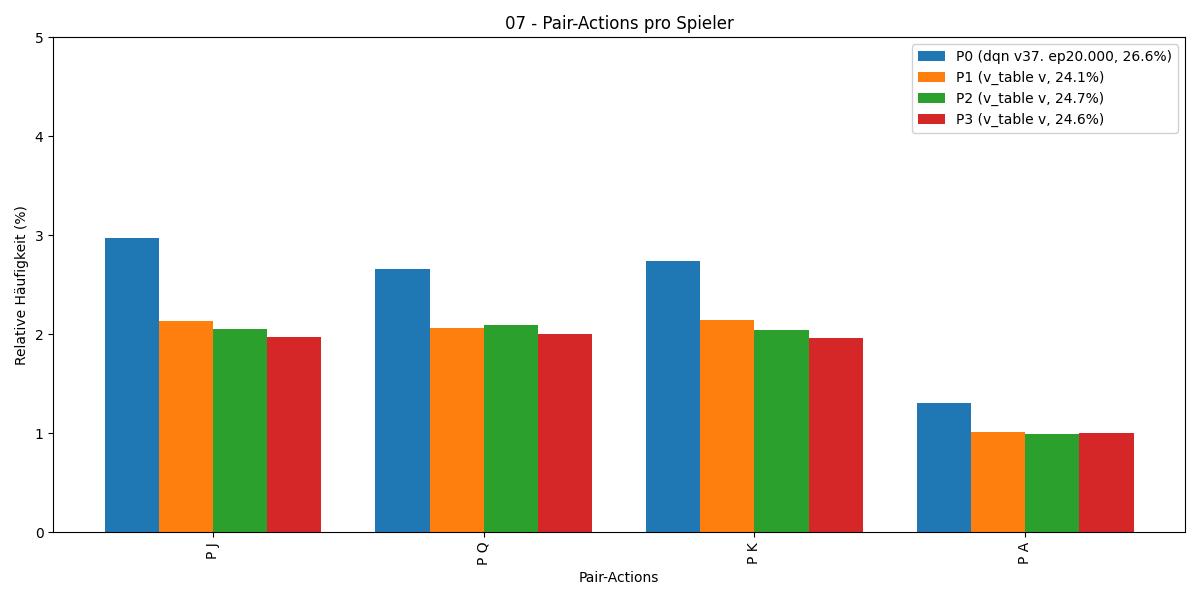 07 - Pair-Actions pro Spieler
P0 (dqn v37. ep20.000, 26.6%)
P1 (v_table v, 24.1%)
P2 (v_table v, 24.7%)
P3 (v_table v, 24.6%)
Relative Häufigkeit (%)
5
4
3
2
1
0
P J
P Q
P K
P A
Pair-Actions